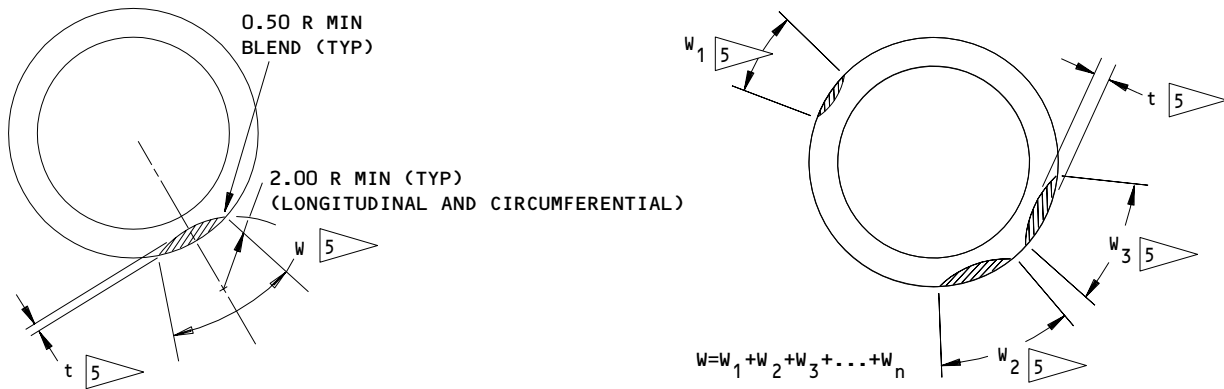 0.50 R MIN
BLEND (TYP)
2.00 R MIN (TYP)
(LONGITUDINAL AND CIRCUMFERENTIAL)
W 5
t 5
W1 5
t 5
W3 5
W2 5
W=W1+W2+W3+...+Wn